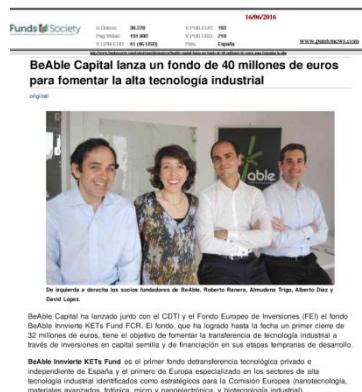 16/06/2016
Funds Society
www.puntonews.com
País: España
BeAble Capital lanza un fondo de 40 millones de euros
para fomentar la alta tecnología industrial
original
able
De izquierda a derecha los socios fundadores de BeAble, Roberto Ranera, Almudena Trigo, Alberto Díaz y
David López.
BeAble Capital ha lanzado junto con el CDTI y el Fondo Europeo de Inversiones (FEI) el fondo
BeAble Innvierte KETs Fund FCR. El fondo, que ha logrado hasta la fecha un primer cierre de
32 millones de euros, tiene el objetivo de fomentar la transferencia de tecnología industrial a
través de inversiones en capital semilla y de financiación en sus etapas tempranas de desarrollo.
BeAble Innvierte KETs Fund es el primer fondo detransferencia tecnológica privado e
independiente de España y el primero de Europa especializado en los sectores de alta
tecnología industrial identificados como estratégicos para la Comisión Europea (nanotecnología,
materiales avanzados, fotónica, micro y nanoelectrónica, y biotecnología industrial).